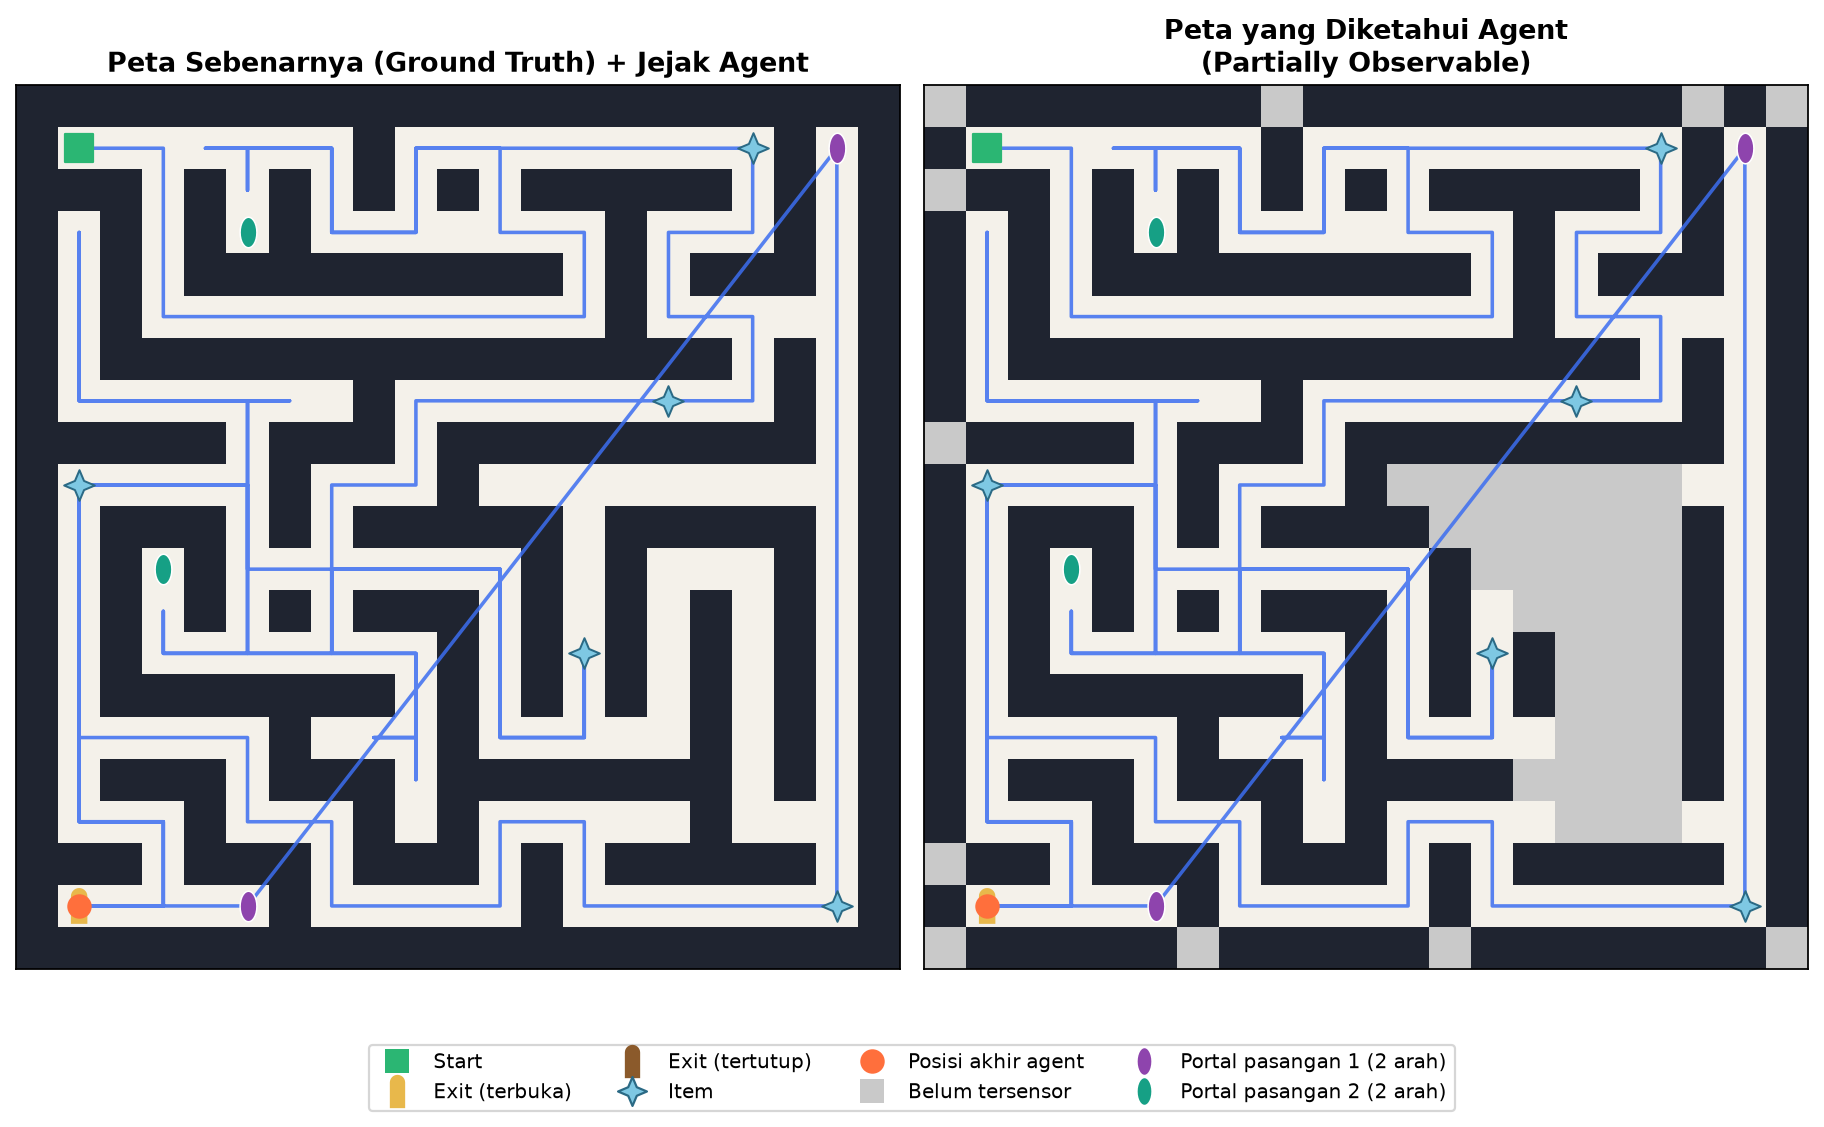 Peta Sebenarnya (Ground Truth) + Jejak Agent
Peta yang Diketahui Agent
(Partially Observable)
Start
Exit (terbuka)
Exit (tertutup)
Item
Posisi akhir agent
Belum tersensor
Portal pasangan 1 (2 arah)
Portal pasangan 2 (2 arah)